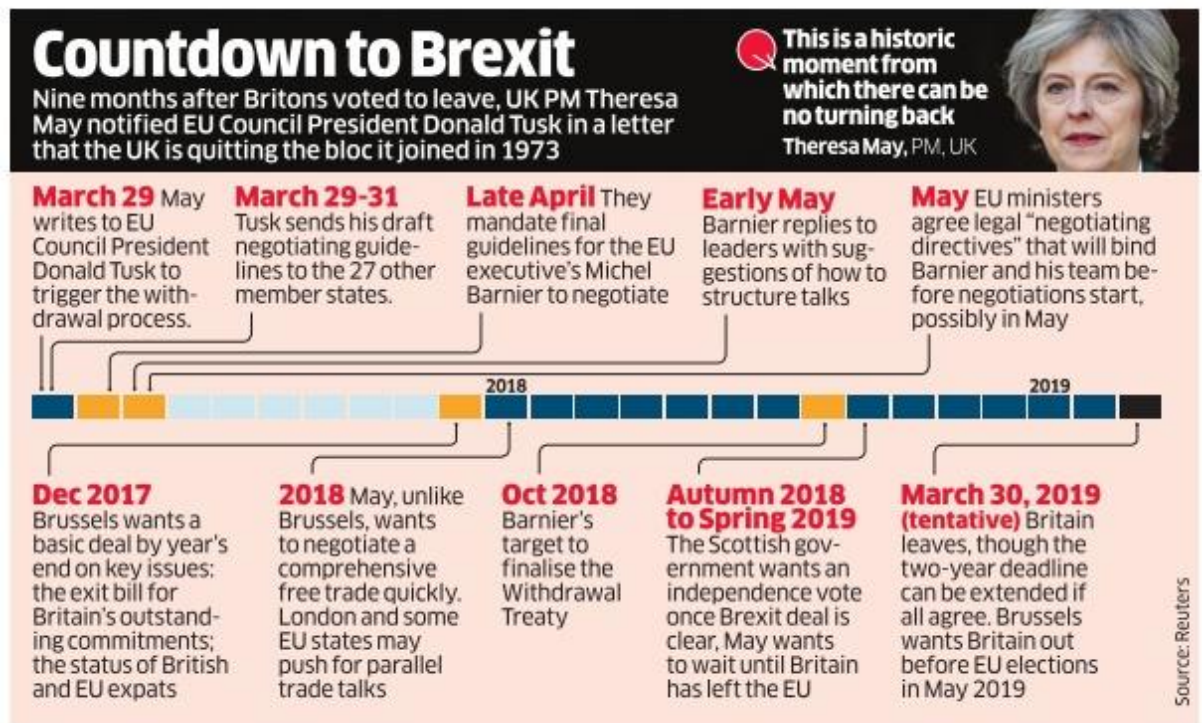 Countdown to Brexit
Nine months after Britons voted to leave, UK PM Theresa
May notified EU Council President Donald Tusk in a letter
that the UK is quitting the bloc it joined in 1973
This is a historic
moment from
which there can be
no turning back
Theresa May, PM, UK
March 29 May
writes to EU
Council President
Donald Tusk to
trigger the with-
drawal process.
March 29-31
Tusk sends his draft
negotiating guide-
lines to the 27 other
member states.
Late April They
mandate final
guidelines for the EU
executive's Michel
Barnier to negotiate
Early May
Barnier replies to
leaders with sug-
gestions of how to
structure talks
May EU ministers
agree legal “negotiating
directives” that will bind
Barnier and his team be-
fore negotiations start,
possibly in May
2018
2019
Dec 2017
Brussels wants a
basic deal by year's
end on key issues:
the exit bill for
Britain's outstand-
ing commitments;
the status of British
and EU expats
2018 May, unlike
Brussels, wants
to negotiate a
comprehensive
free trade quickly.
London and some
EU states may
push for parallel
trade talks
Oct 2018
Barnier's
target to
finalise the
Withdrawal
Treaty
Autumn 2018
to Spring 2019
The Scottish gov-
ernment wants an
independence vote
once Brexit deal is
clear, May wants
to wait until Britain
has left the EU
March 30, 2019
(tentative) Britain
leaves, though the
two-year deadline
can be extended if
all agree. Brussels
wants Britain out
before EU elections
in May 2019
Source: Reuters